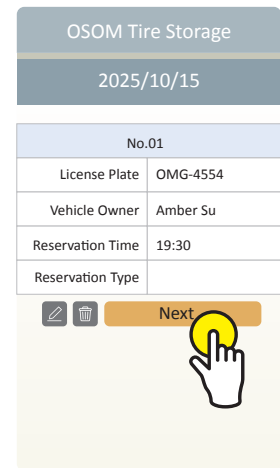 OSOM Tire Storage
2025/10/15
No.01
License Plate OMG-4554
Vehicle Owner Amber Su
Reservation Time 19:30
Reservation Type
Next